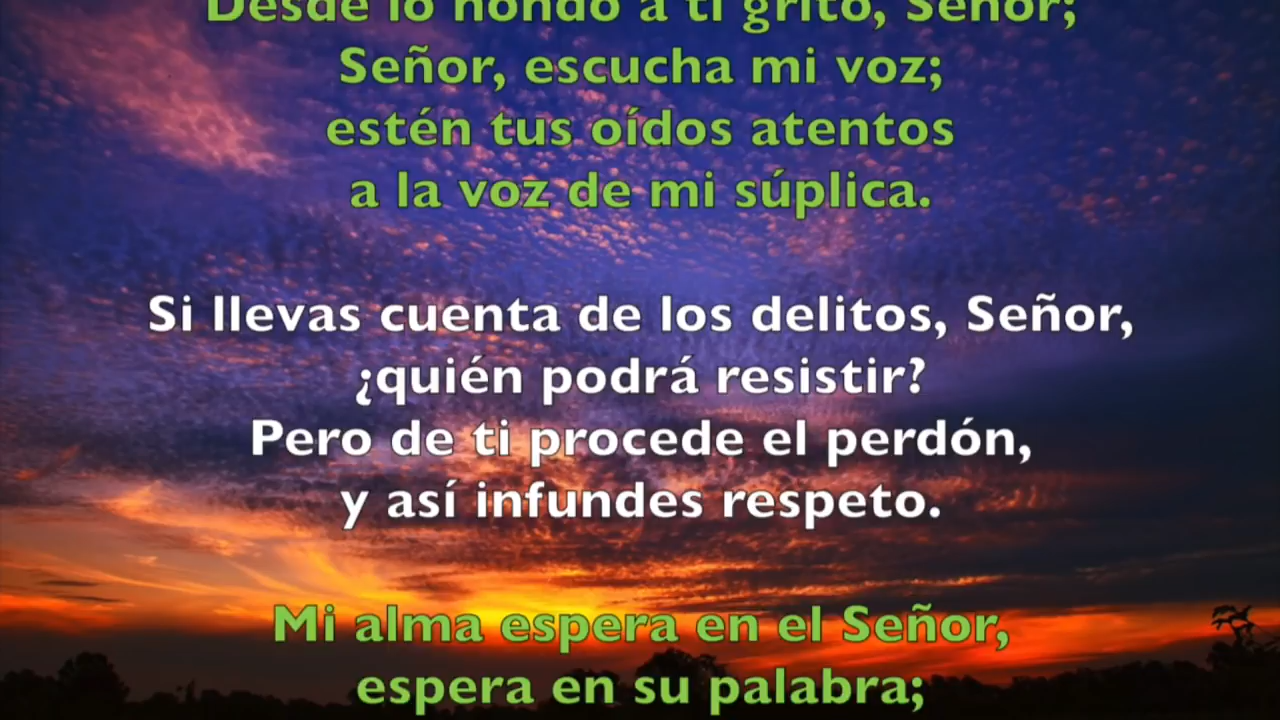 Desde lo hondo a ti grito, Señor;
Señor, escucha mi voz;
estén tus oídos atentos
a la voz de mi súplica.
Si llevas cuenta de los delitos, Señor,
¿quién podrá resistir?
Pero de ti procede el perdón,
y así infundes respeto.
Mi alma espera en el Señor,
espera en su palabra;